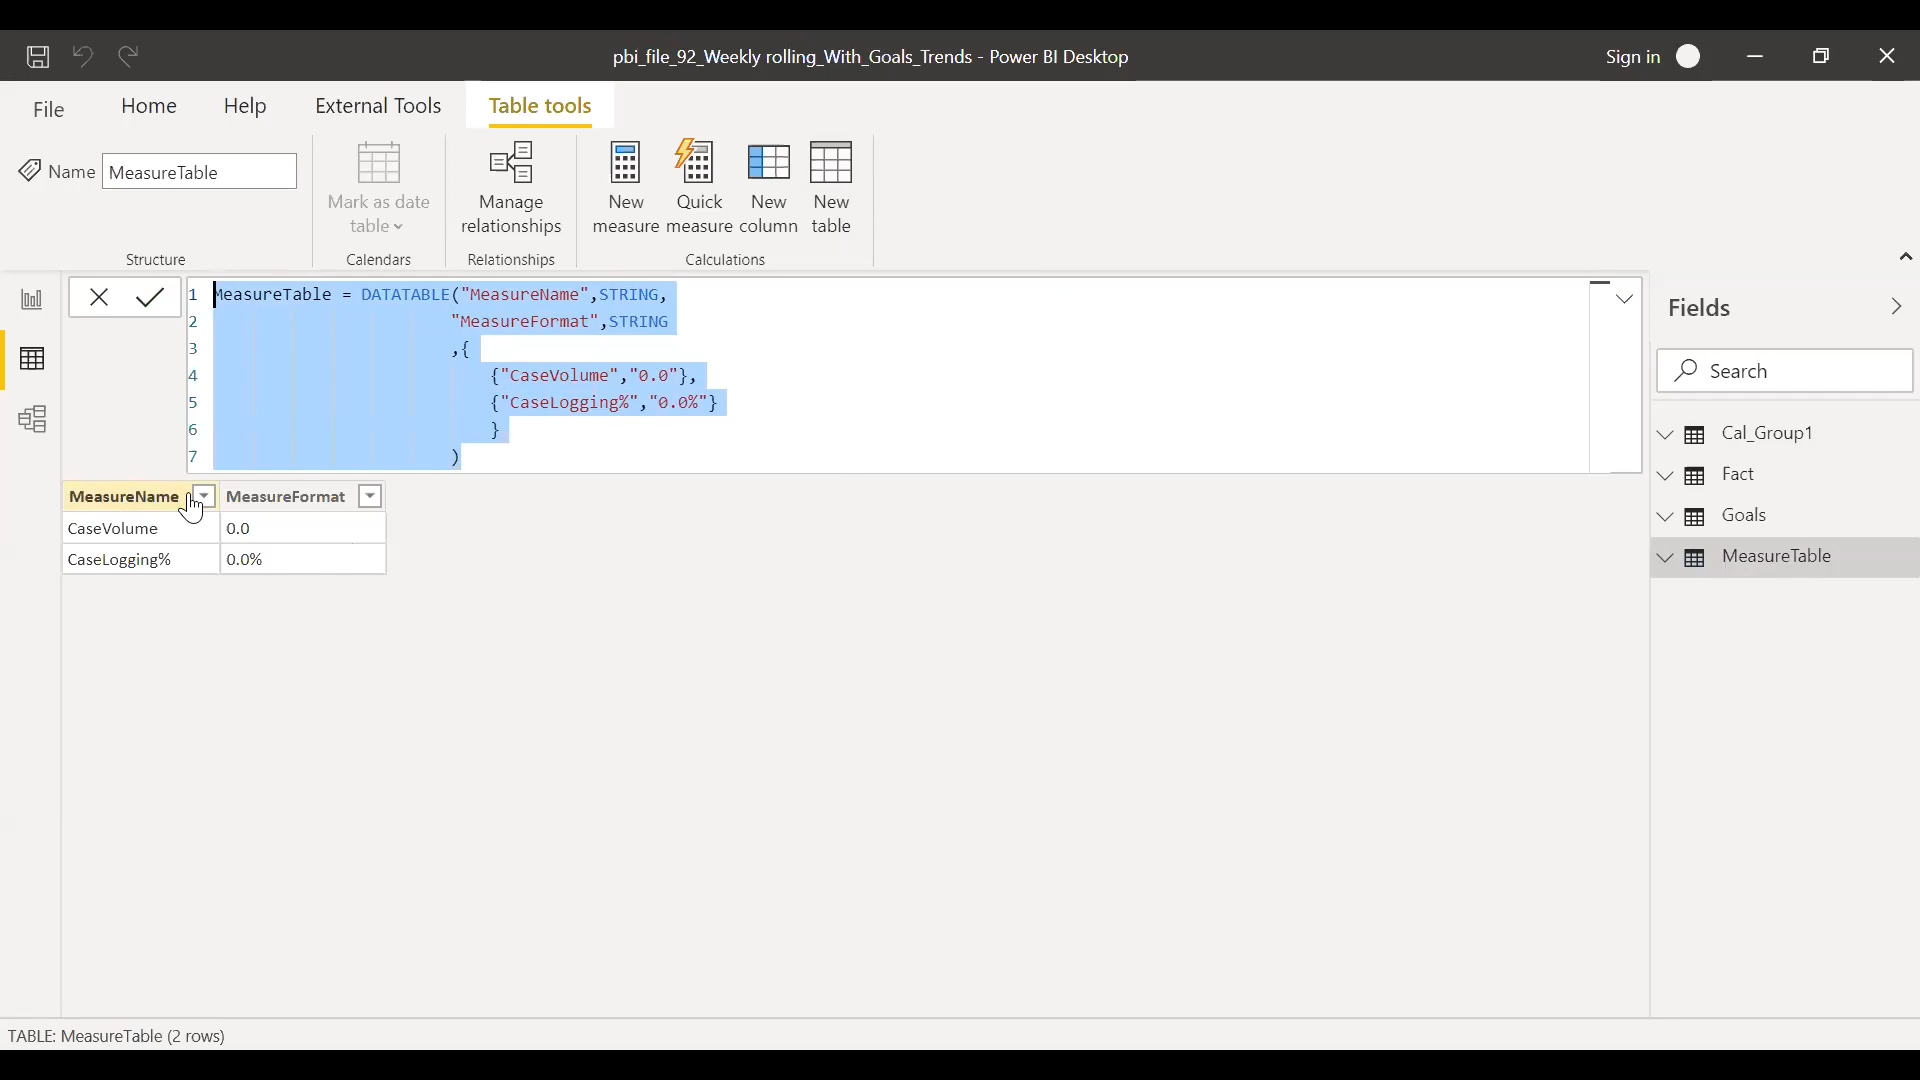 pbi_file_92_Weekly rolling_With_Goals_Trends - Power BI Desktop
Sign in
File
Home
Help
External Tools
Table tools
Name
MeasureTable
Mark as date
table
Manage
relationships
New
measure
Quick
measure
New
column
New
table
Structure
Calendars
Relationships
Calculations
1 MeasureTable = DATATABLE("MeasureName",STRING,
2 "MeasureFormat",STRING
3 ,{
4 {"CaseVolume","0.0"},
5 {"CaseLogging%","0.0%"}
6 }
7 )
MeasureName MeasureFormat
CaseVolume 0.0
CaseLogging% 0.0%
Fields
Search
Cal_Group1
Fact
Goals
MeasureTable
TABLE: MeasureTable (2 rows)